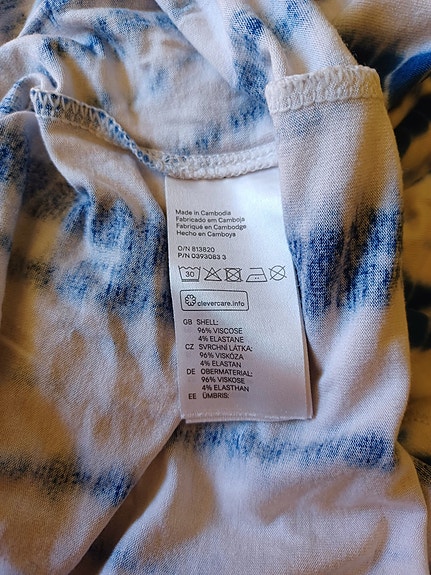 Made in Cambodia
Fabricado em Camboja
Fabriqué en Cambodge
Hecho en Camboya
O/N 813820
P/N 0393083 3
30
clevercare.info
GB SHELL:
96% VISCOSE
4% ELASTANE
CZ SVRCHNÍ LÁTKA:
96% VISKÓZA
4% ELASTAN
DE OBERMATERIAL:
96% VISKOSE
4% ELASTHAN
EE ÜMBRIS: